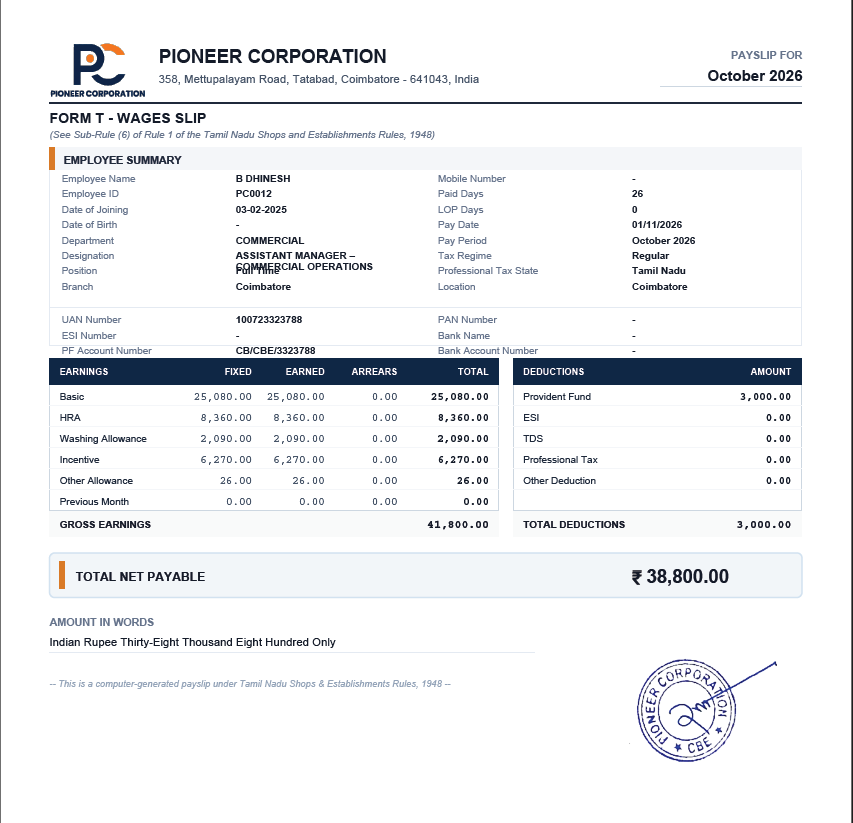 PIONEER CORPORATION
PIONEER CORPORATION
358, Mettupalayam Road, Tatabad, Coimbatore - 641043, India
PAYSLIP FOR
October 2026
FORM T - WAGES SLIP
(See Sub-Rule (6) of Rule 1 of the Tamil Nadu Shops and Establishments Rules, 1948)
EMPLOYEE SUMMARY
Employee Name B DHINESH Mobile Number -
Employee ID PC0012 Paid Days 26
Date of Joining 03-02-2025 LOP Days 0
Date of Birth - Pay Date 01/11/2026
Department COMMERCIAL Pay Period October 2026
Designation ASSISTANT MANAGER – Tax Regime Regular
COMMERCIAL OPERATIONS
Position Full Time Professional Tax State Tamil Nadu
Branch Coimbatore Location Coimbatore
UAN Number 100723323788 PAN Number -
ESI Number - Bank Name -
PF Account Number CB/CBE/3323788 Bank Account Number -
EARNINGS FIXED EARNED ARREARS TOTAL DEDUCTIONS AMOUNT
Basic 25,080.00 25,080.00 0.00 25,080.00 Provident Fund 3,000.00
HRA 8,360.00 8,360.00 0.00 8,360.00 ESI 0.00
Washing Allowance 2,090.00 2,090.00 0.00 2,090.00 TDS 0.00
Incentive 6,270.00 6,270.00 0.00 6,270.00 Professional Tax 0.00
Other Allowance 26.00 26.00 0.00 26.00 Other Deduction 0.00
Previous Month 0.00 0.00 0.00 0.00
GROSS EARNINGS 41,800.00 TOTAL DEDUCTIONS 3,000.00
TOTAL NET PAYABLE ₹ 38,800.00
AMOUNT IN WORDS
Indian Rupee Thirty-Eight Thousand Eight Hundred Only
-- This is a computer-generated payslip under Tamil Nadu Shops & Establishments Rules, 1948 --
PIONEER CORPORATION
★ CBE ★